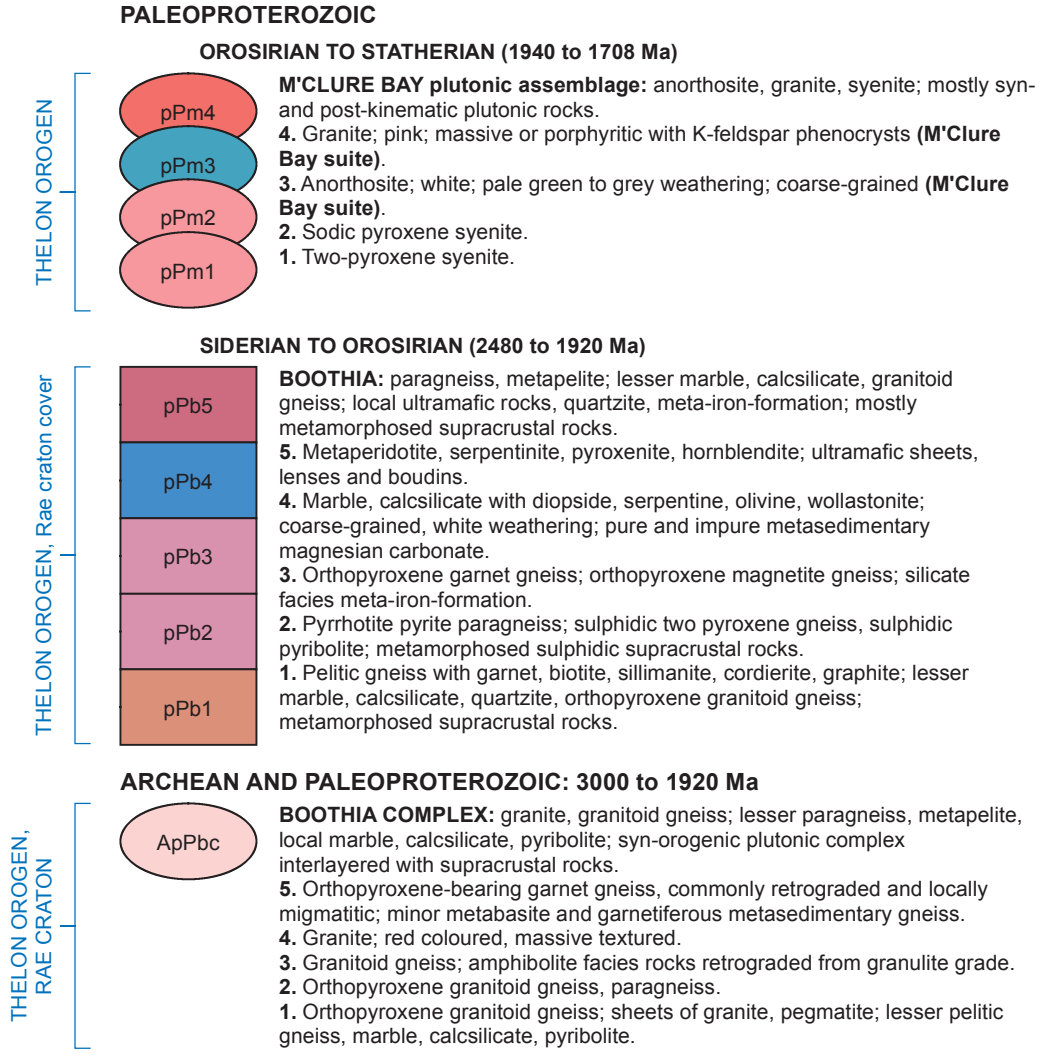 PALEOPROTEROZOIC
OROSIRIAN TO STATHERIAN (1940 to 1708 Ma)
THELON OROGEN
pPm4
pPm3
pPm2
pPm1
M'CLURE BAY plutonic assemblage: anorthosite, granite, syenite; mostly syn-
and post-kinematic plutonic rocks.
4. Granite; pink; massive or porphyritic with K-feldspar phenocrysts (M'Clure
Bay suite).
3. Anorthosite; white; pale green to grey weathering; coarse-grained (M'Clure
Bay suite).
2. Sodic pyroxene syenite.
1. Two-pyroxene syenite.
SIDERIAN TO OROSIRIAN (2480 to 1920 Ma)
THELON OROGEN, Rae craton cover
pPb5
pPb4
pPb3
pPb2
pPb1
BOOTHIA: paragneiss, metapelite; lesser marble, calcsilicate, granitoid
gneiss; local ultramafic rocks, quartzite, meta-iron-formation; mostly
metamorphosed supracrustal rocks.
5. Metaperidotite, serpentinite, pyroxenite, hornblendite; ultramafic sheets,
lenses and boudins.
4. Marble, calcsilicate with diopside, serpentine, olivine, wollastonite;
coarse-grained, white weathering; pure and impure metasedimentary
magnesian carbonate.
3. Orthopyroxene garnet gneiss; orthopyroxene magnetite gneiss; silicate
facies meta-iron-formation.
2. Pyrrhotite pyrite paragneiss; sulphidic two pyroxene gneiss, sulphidic
pyribolite; metamorphosed sulphidic supracrustal rocks.
1. Pelitic gneiss with garnet, biotite, sillimanite, cordierite, graphite; lesser
marble, calcsilicate, quartzite, orthopyroxene granitoid gneiss;
metamorphosed supracrustal rocks.
ARCHEAN AND PALEOPROTEROZOIC: 3000 to 1920 Ma
THELON OROGEN,
RAE CRATON
ApPbc
BOOTHIA COMPLEX: granite, granitoid gneiss; lesser paragneiss, metapelite,
local marble, calcsilicate, pyribolite; syn-orogenic plutonic complex
interlayered with supracrustal rocks.
5. Orthopyroxene-bearing garnet gneiss, commonly retrograded and locally
migmatitic; minor metabasite and garnetiferous metasedimentary gneiss.
4. Granite; red coloured, massive textured.
3. Granitoid gneiss; amphibolite facies rocks retrograded from granulite grade.
2. Orthopyroxene granitoid gneiss, paragneiss.
1. Orthopyroxene granitoid gneiss; sheets of granite, pegmatite; lesser pelitic
gneiss, marble, calcsilicate, pyribolite.